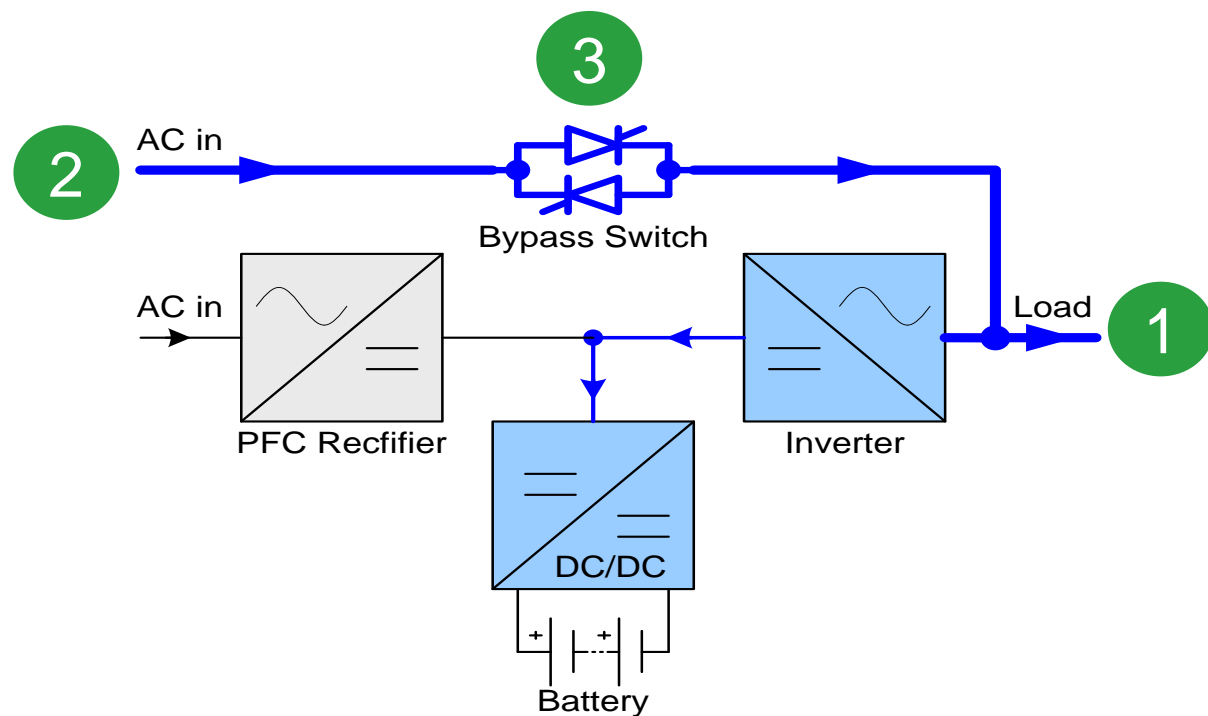 3
2
AC in
Bypass Switch
AC in
Load
1
PFC Recfifier
Inverter
DC/DC
+
+
Battery